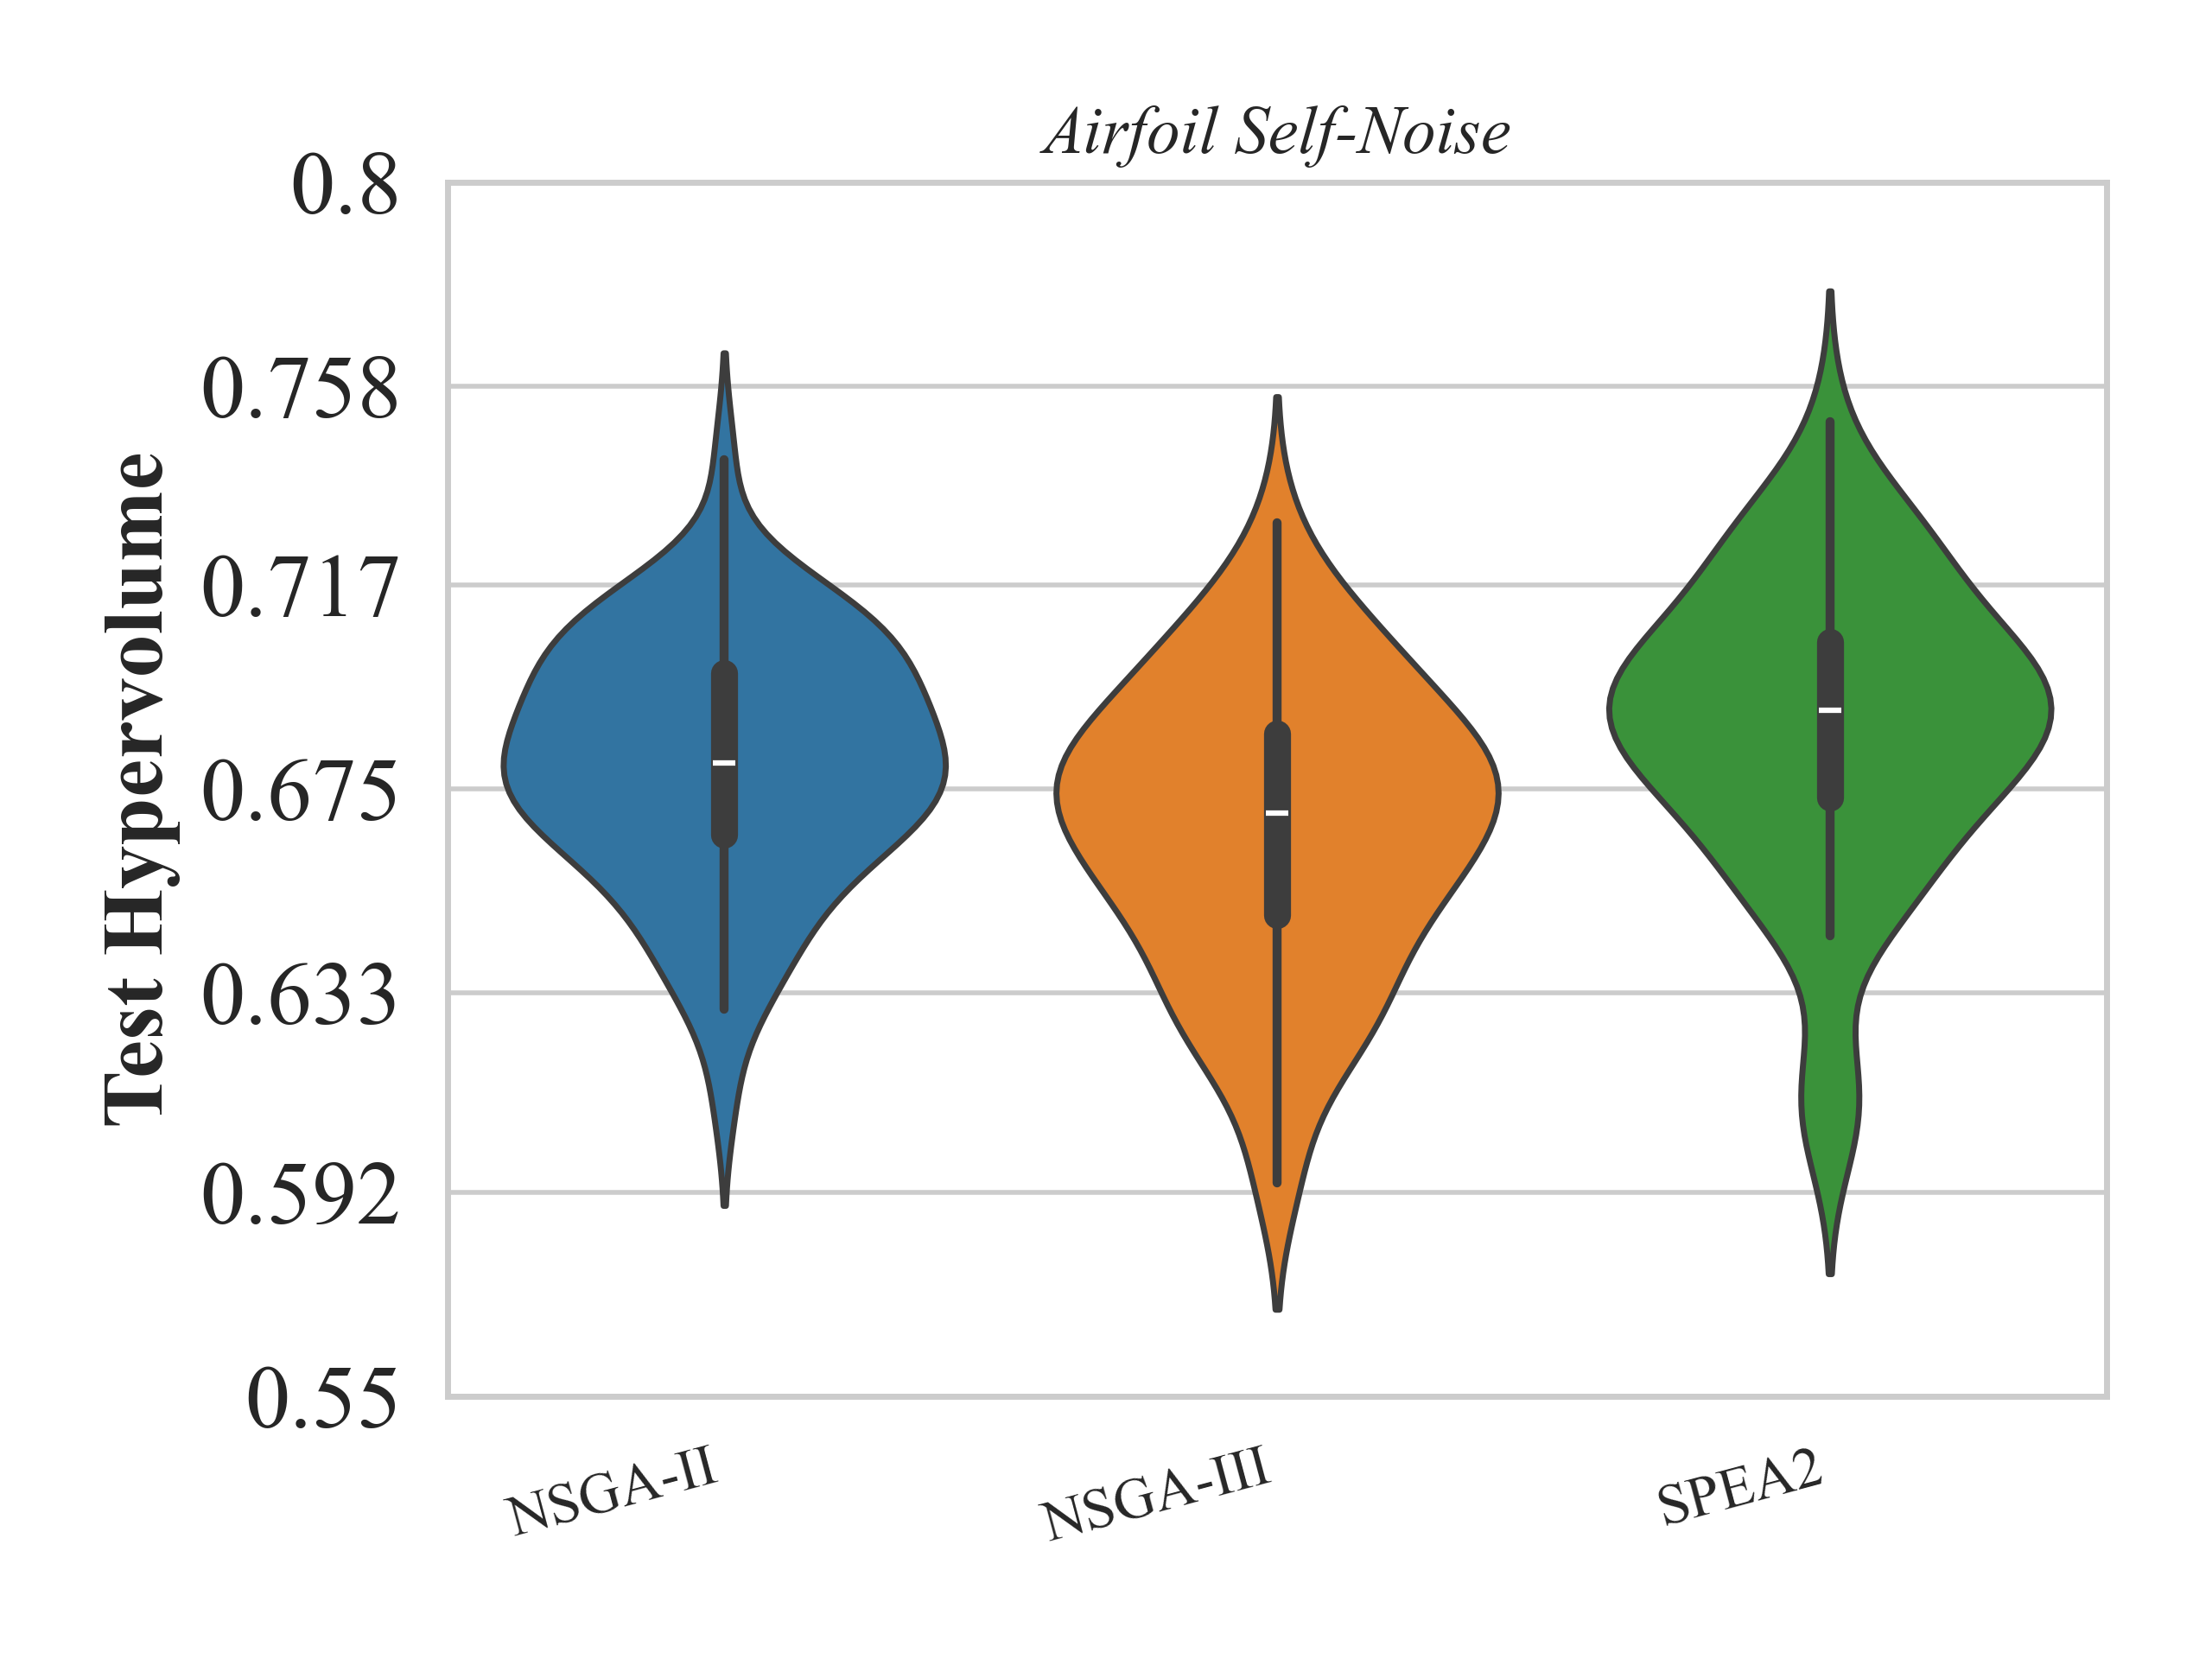 Airfoil Self-Noise
Test Hypervolume
0.8
0.758
0.717
0.675
0.633
0.592
0.55
NSGA-II
NSGA-III
SPEA2